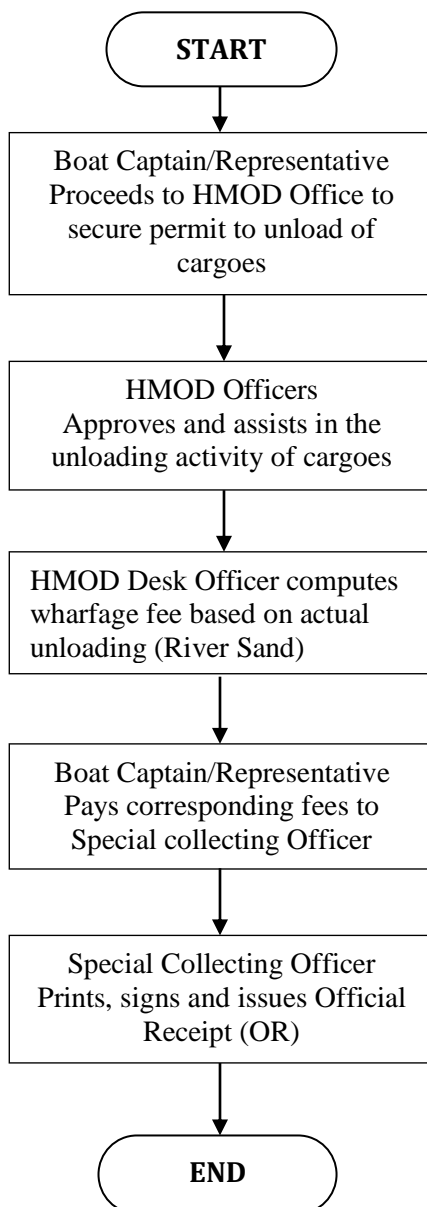 START
Boat Captain/Representative
Proceeds to HMOD Office to
secure permit to unload of
cargoes
HMOD Officers
Approves and assists in the
unloading activity of cargoes
HMOD Desk Officer computes
wharfage fee based on actual
unloading (River Sand)
Boat Captain/Representative
Pays corresponding fees to
Special collecting Officer
Special Collecting Officer
Prints, signs and issues Official
Receipt (OR)
END